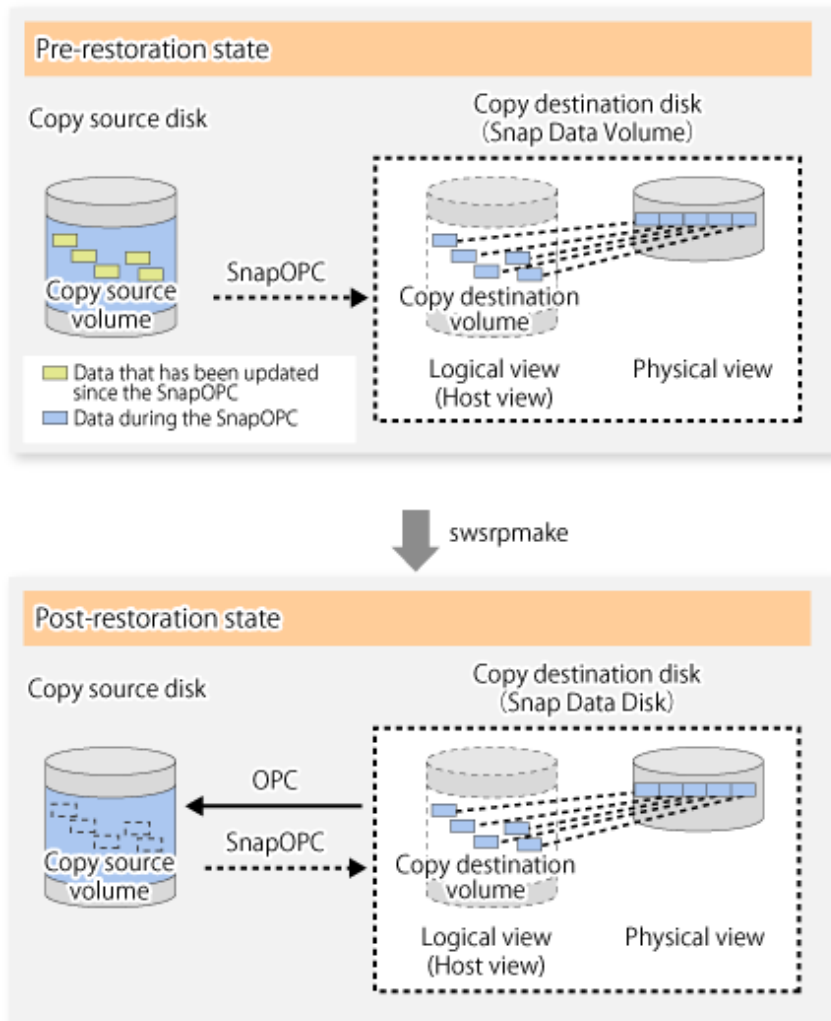 Pre-restoration state
Copy source disk
Copy destination disk
(Snap Data Volume)
SnapOPC
Copy source
volume
Copy destination
volume
Logical view
(Host view)
Physical view
Data that has been updated
since the SnapOPC
Data during the SnapOPC
swsrpmake
Post-restoration state
Copy source disk
Copy destination disk
(Snap Data Disk)
OPC
SnapOPC
Copy source
volume
Copy destination
volume
Logical view
(Host view)
Physical view